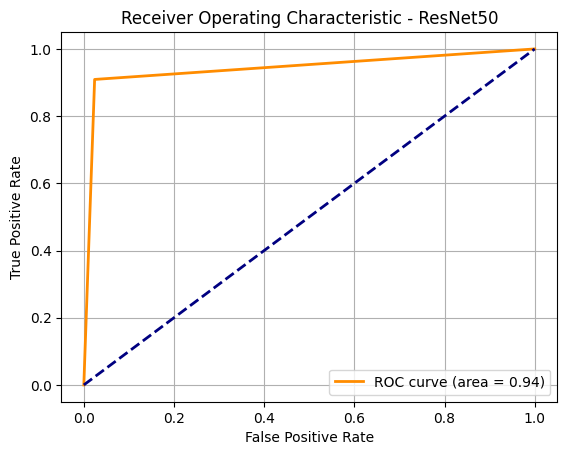 Receiver Operating Characteristic - ResNet50
True Positive Rate
1.0
0.8
0.6
0.4
0.2
0.0
0.0 0.2 0.4 0.6 0.8 1.0
False Positive Rate
ROC curve (area = 0.94)